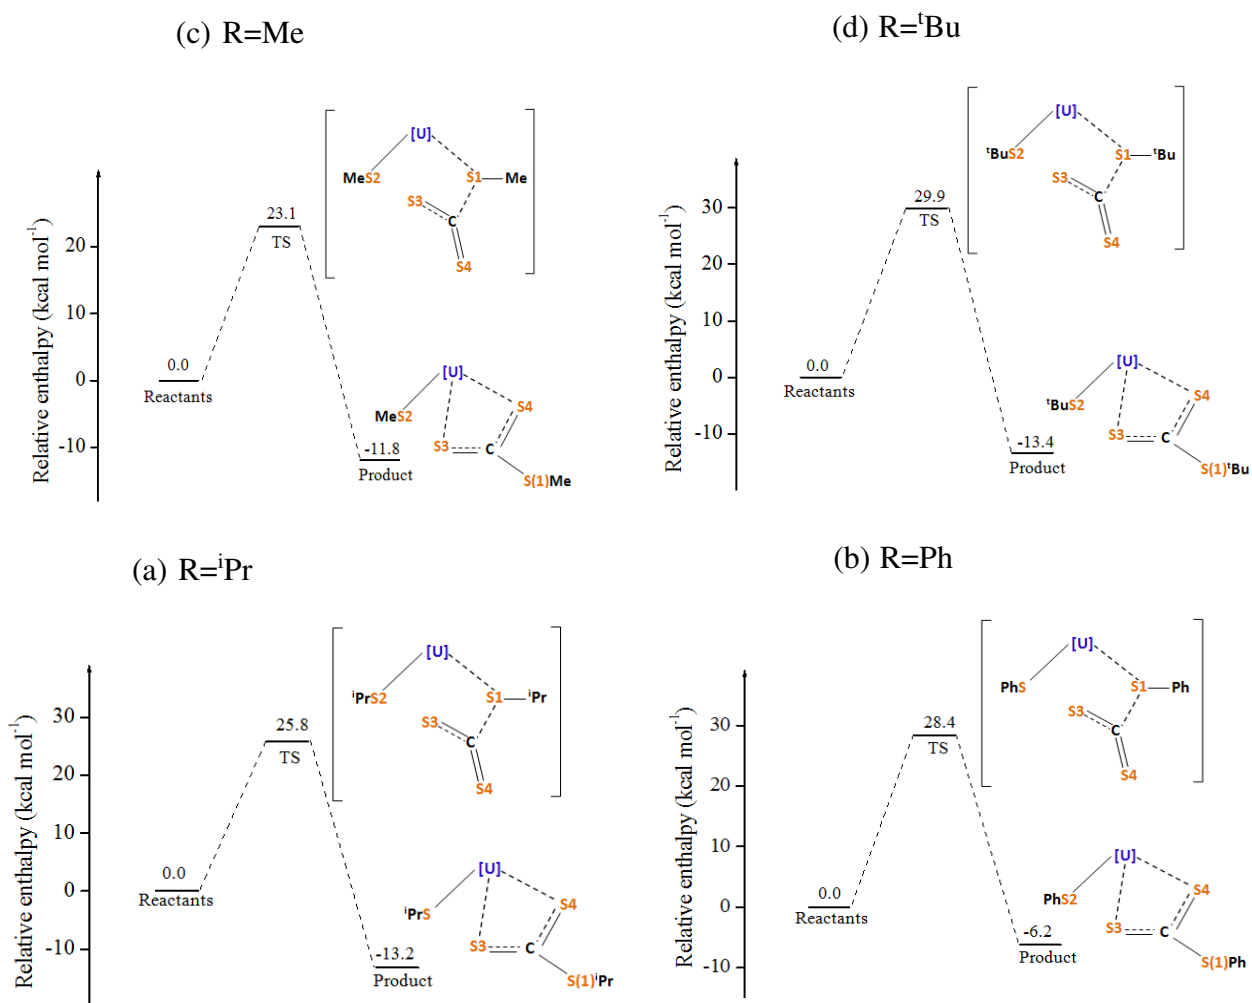 (c) R=Me
Relative enthalpy (kcal mol⁻¹)
20
10
0
-10
0.0
Reactants
23.1
TS
-11.8
Product
[U]
MeS2
S1
Me
S3
C
S4
[U]
MeS2
S4
S3
C
S(1)Me
(d) R=ᵗBu
Relative enthalpy (kcal mol⁻¹)
30
20
10
0
-10
0.0
Reactants
29.9
TS
-13.4
Product
[U]
ᵗBuS2
S1
ᵗBu
S3
C
S4
[U]
ᵗBuS2
S4
S3
C
S(1)ᵗBu
(a) R=ⁱPr
Relative enthalpy (kcal mol⁻¹)
30
20
10
0
-10
0.0
Reactants
25.8
TS
-13.2
Product
[U]
ⁱPrS2
S1
ⁱPr
S3
C
S4
[U]
ⁱPrS
S4
S3
C
S(1)ⁱPr
(b) R=Ph
Relative enthalpy (kcal mol⁻¹)
30
20
10
0
-10
0.0
Reactants
28.4
TS
-6.2
Product
[U]
PhS
S1
Ph
S3
C
S4
[U]
PhS2
S4
S3
C
S(1)Ph